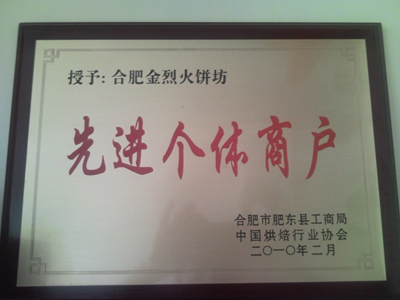 授予：合肥金烈火饼坊
先进个体商户
合肥市肥东县工商局
中国烘焙行业协会
二〇一〇年二月